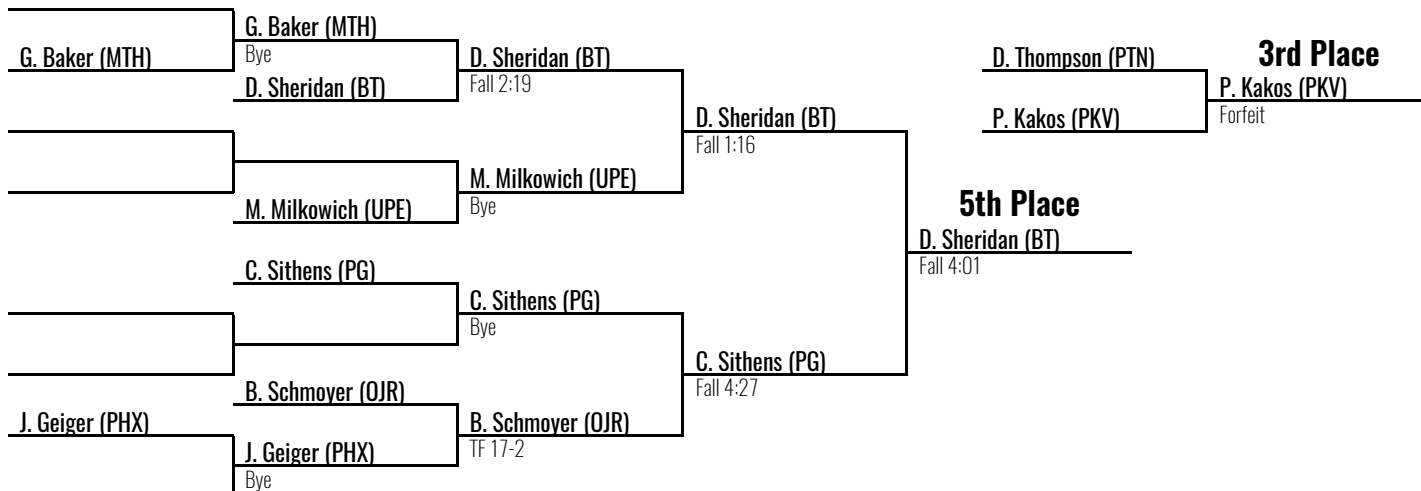 G. Baker (MTH)
G. Baker (MTH)
Bye
D. Sheridan (BT)
D. Sheridan (BT)
Fall 2:19
M. Milkowich (UPE)
M. Milkowich (UPE)
Bye
D. Sheridan (BT)
Fall 1:16
C. Sithens (PG)
C. Sithens (PG)
Bye
B. Schmoyer (OJR)
J. Geiger (PHX)
J. Geiger (PHX)
Bye
B. Schmoyer (OJR)
TF 17-2
C. Sithens (PG)
Fall 4:27
5th Place
D. Sheridan (BT)
Fall 4:01
D. Thompson (PTN)
P. Kakos (PKV)
3rd Place
P. Kakos (PKV)
Forfeit